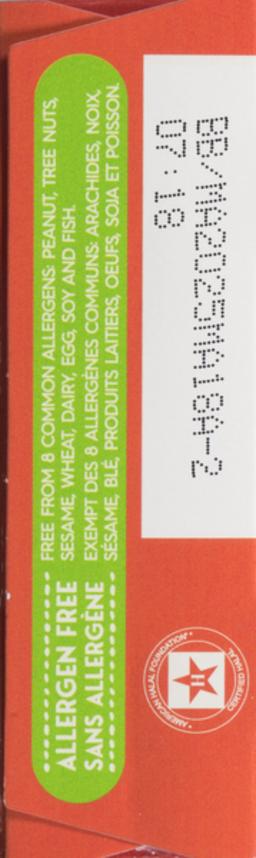 ALLERGEN FREE
SANS ALLERGÈNE
FREE FROM 8 COMMON ALLERGENS: PEANUT, TREE NUTS,
SESAME, WHEAT, DAIRY, EGG, SOY AND FISH.
EXEMPT DES 8 ALLERGÈNES COMMUNS: ARACHIDES, NOIX,
SÉSAME, BLÉ, PRODUITS LAITIERS, OEUFS, SOJA ET POISSON.
BB/MA2025MA18A-2
07:18
• AMERICAN HALAL FOUNDATION •
CERTIFIED HALAL
H